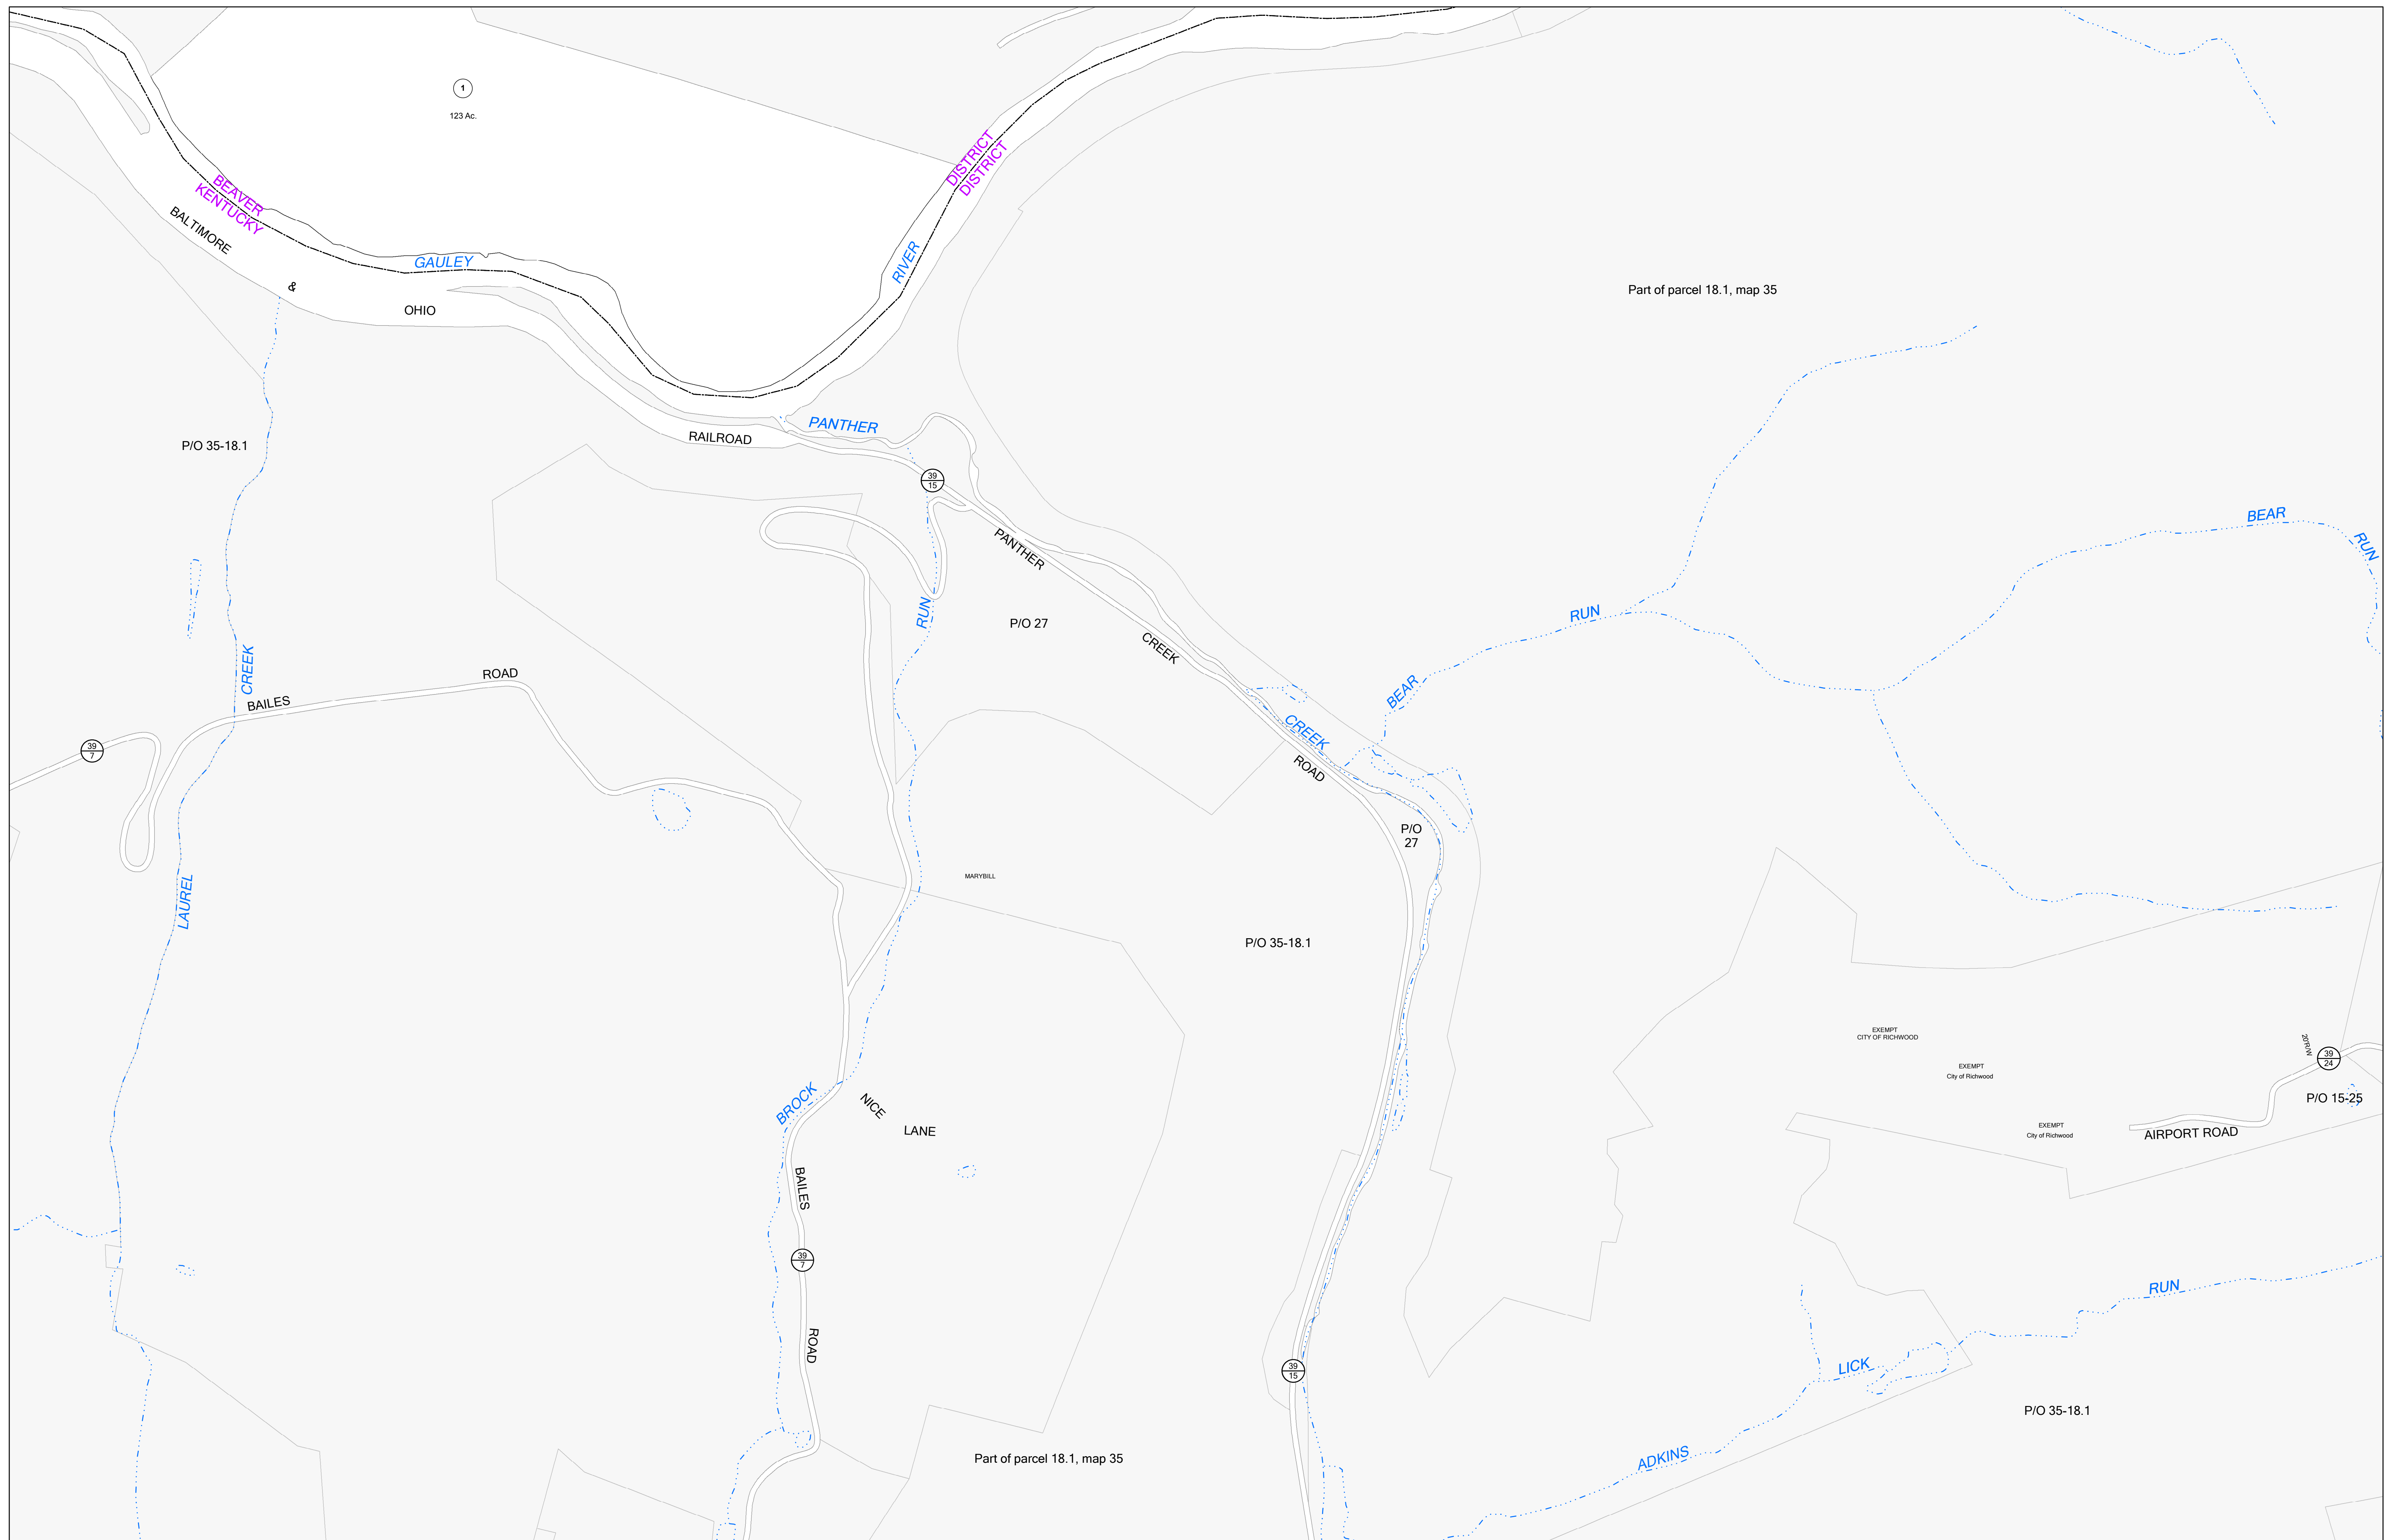 1
123 Ac.
BEAVER DISTRICT
KENTUCKY DISTRICT
BALTIMORE & OHIO RAILROAD
GAULEY RIVER
Part of parcel 18.1, map 35
P/O 35-18.1
PANTHER CREEK
39
15
PANTHER CREEK ROAD
BEAR RUN
BEAR RUN
RUN
P/O 27
CREEK
BAILES ROAD
39
7
P/O
27
LAUREL
MARYBILL
P/O 35-18.1
EXEMPT
CITY OF RICHWOOD
20'R/W
39
24
EXEMPT
City of Richwood
P/O 15-25
BROCK
NICE LANE
EXEMPT
City of Richwood
AIRPORT ROAD
BAILES ROAD
39
7
RUN
39
15
LICK
P/O 35-18.1
Part of parcel 18.1, map 35
ADKINS